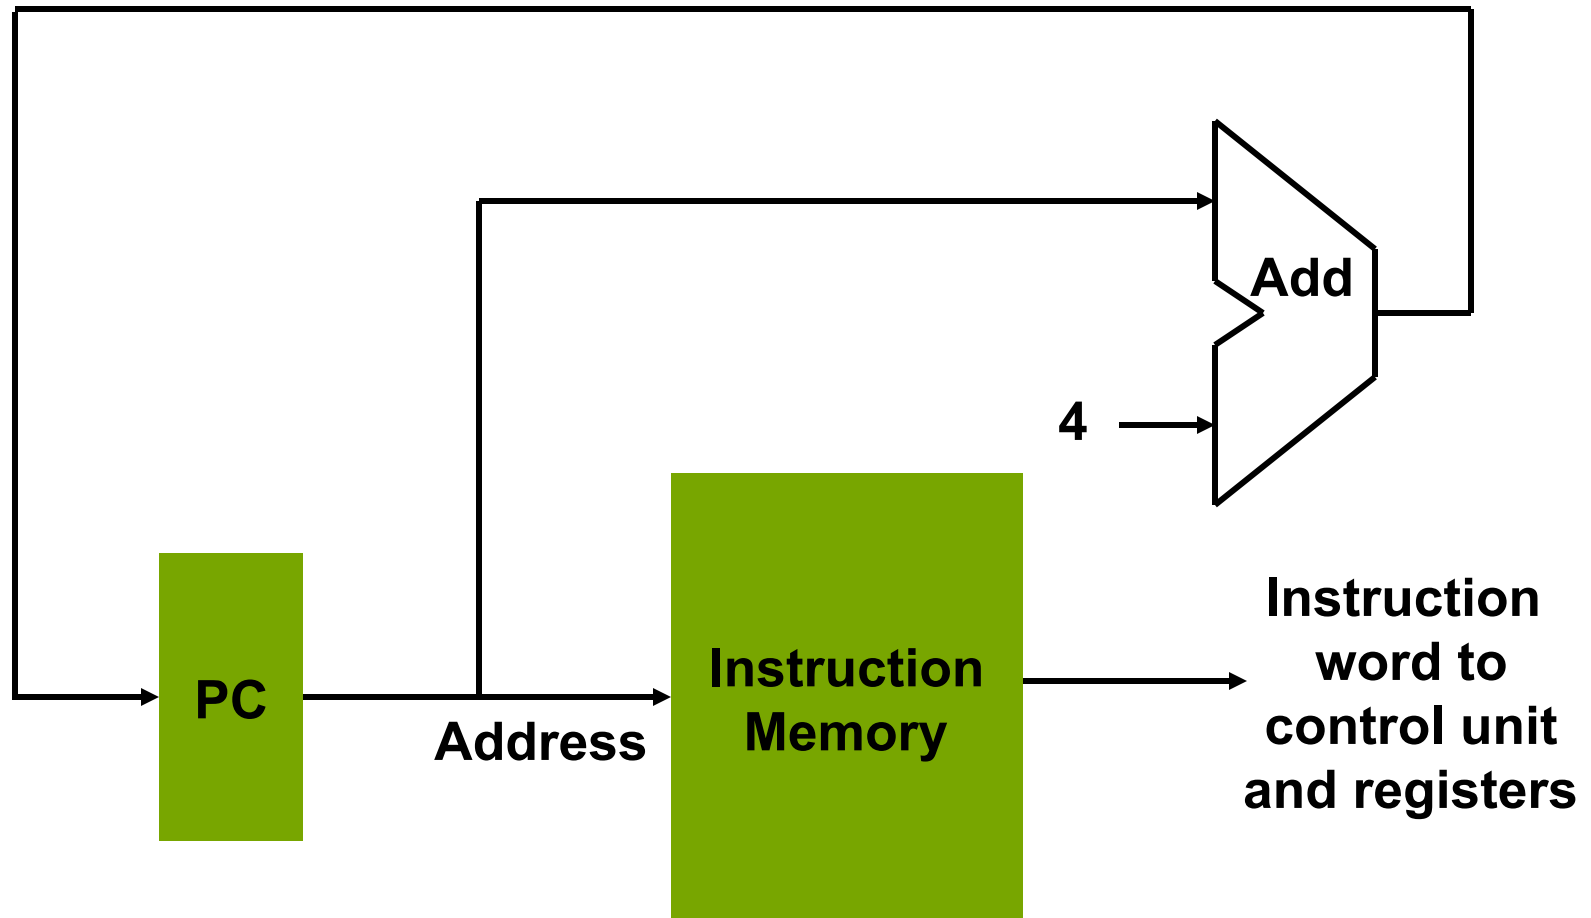 Add
4
PC
Address
Instruction
Memory
Instruction
word to
control unit
and registers